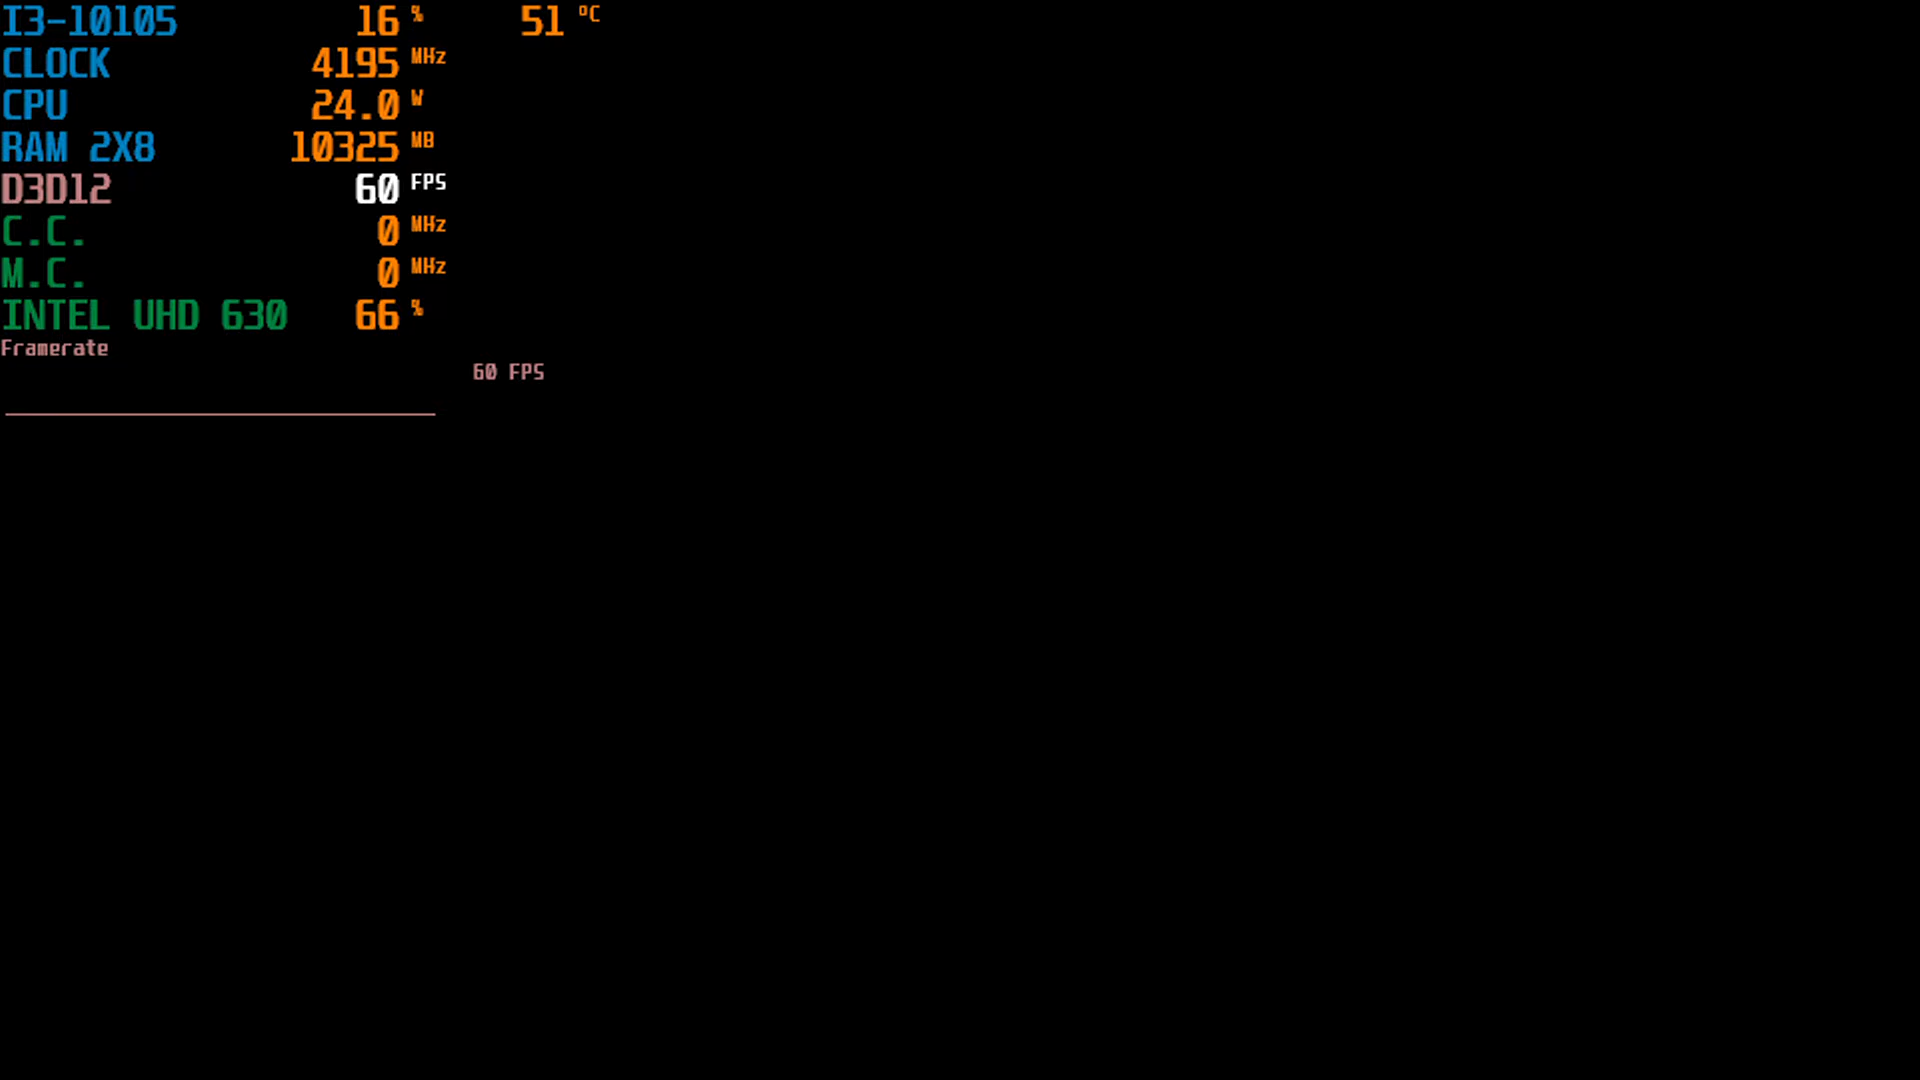 I3-10105 16 % 51 ºC
CLOCK 4195 MHz
CPU 24.0 W
RAM 2X8 10325 MB
D3D12 60 FPS
C.C. 0 MHz
M.C. 0 MHz
INTEL UHD 630 66 %
Framerate
60 FPS